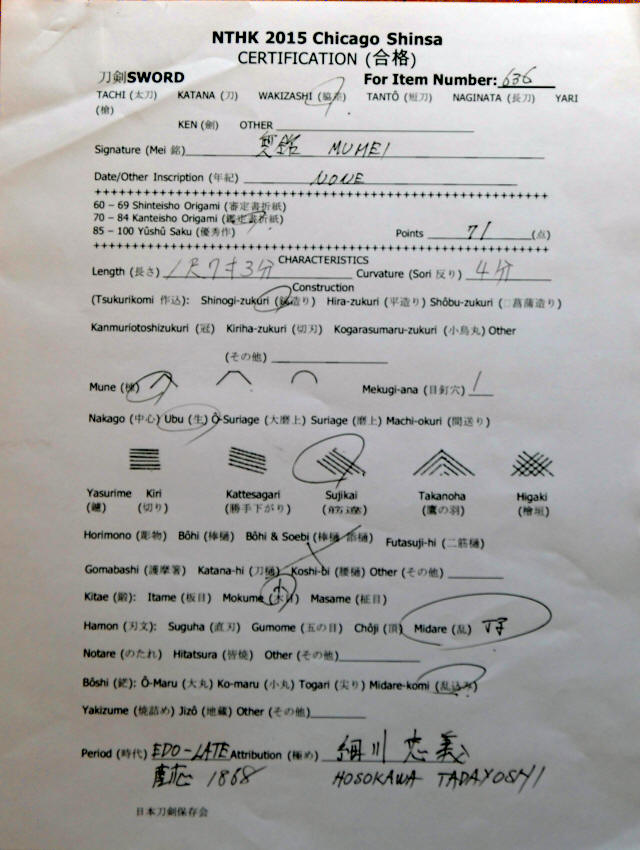 NTHK 2015 Chicago Shinsa
CERTIFICATION (合格)
刀剣SWORD For Item Number: 636
TACHI (太刀) KATANA (刀) WAKIZASHI (脇差) TANTÔ (短刀) NAGINATA (長刀) YARI
(槍)
KEN (劍) OTHER
Signature (Mei 銘) 無銘 MUMEI
Date/Other Inscription (年紀) NONE
60 – 69 Shinteisho Origami (審定書折紙)
70 – 84 Kanteisho Origami (鑑定書折紙)
85 – 100 Yûshû Saku (優秀作) Points 71 (点)
CHARACTERISTICS
Length (長さ) 1尺7寸3分 Curvature (Sori 反り) 4分
Construction
(Tsukurikomi 作込): Shinogi-zukuri (鎬造り) Hira-zukuri (平造り) Shôbu-zukuri (□菖蒲造り)
Kanmuriotoshizukuri (冠) Kiriha-zukuri (切刃) Kogarasumaru-zukuri (小烏丸) Other
(その他)
Mune (棟) Mekugi-ana (目釘穴) 1
Nakago (中心) Ubu (生) Ô-Suriage (大磨上) Suriage (磨上) Machi-okuri (間送り)
Yasurime Kiri Kattesagari Sujikai Takanoha Higaki
(鑢) (切り) (勝手下がり) (筋違) (鷹の羽) (檜垣)
Horimono (彫物) Bôhi (棒樋) Bôhi & Soebi (棒樋 添樋) Futasuji-hi (二筋樋)
Gomabashi (護摩箸) Katana-hi (刀樋) Koshi-bi (腰樋) Other (その他)
Kitae (鍛): Itame (板目) Mokume (木目) Masame (柾目)
Hamon (刃文): Suguha (直刃) Gumome (五の目) Chôji (頂) Midare (乱)
Notare (のたれ) Hitatsura (皆焼) Other (その他)
Bôshi (鋩): Ô-Maru (大丸) Ko-maru (小丸) Togari (尖り) Midare-komi (乱込み)
Yakizume (焼詰め) Jizô (地蔵) Other (その他)
Period (時代) EDO-LATE Attribution (極め) 細川 忠義
慶応 1868 HOSOKAWA TADAYOSHI
日本刀剣保存会